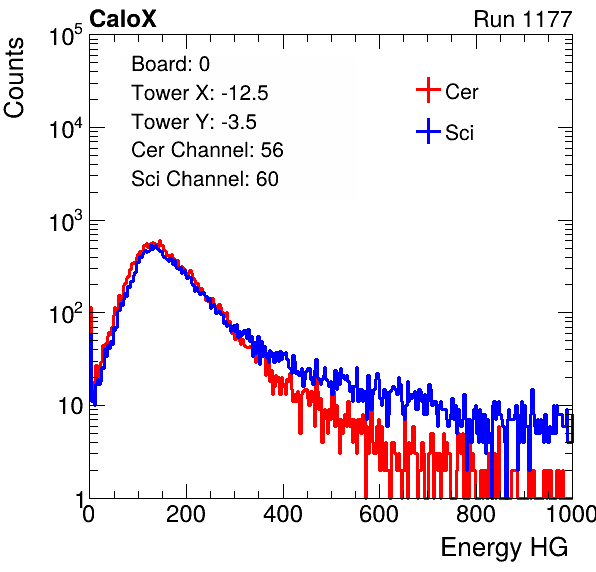 CaloX Run 1177
Counts
10^5
10^4
10^3
10^2
10
1
Board: 0
Tower X: -12.5
Tower Y: -3.5
Cer Channel: 56
Sci Channel: 60
Cer
Sci
0 200 400 600 800 1000
Energy HG